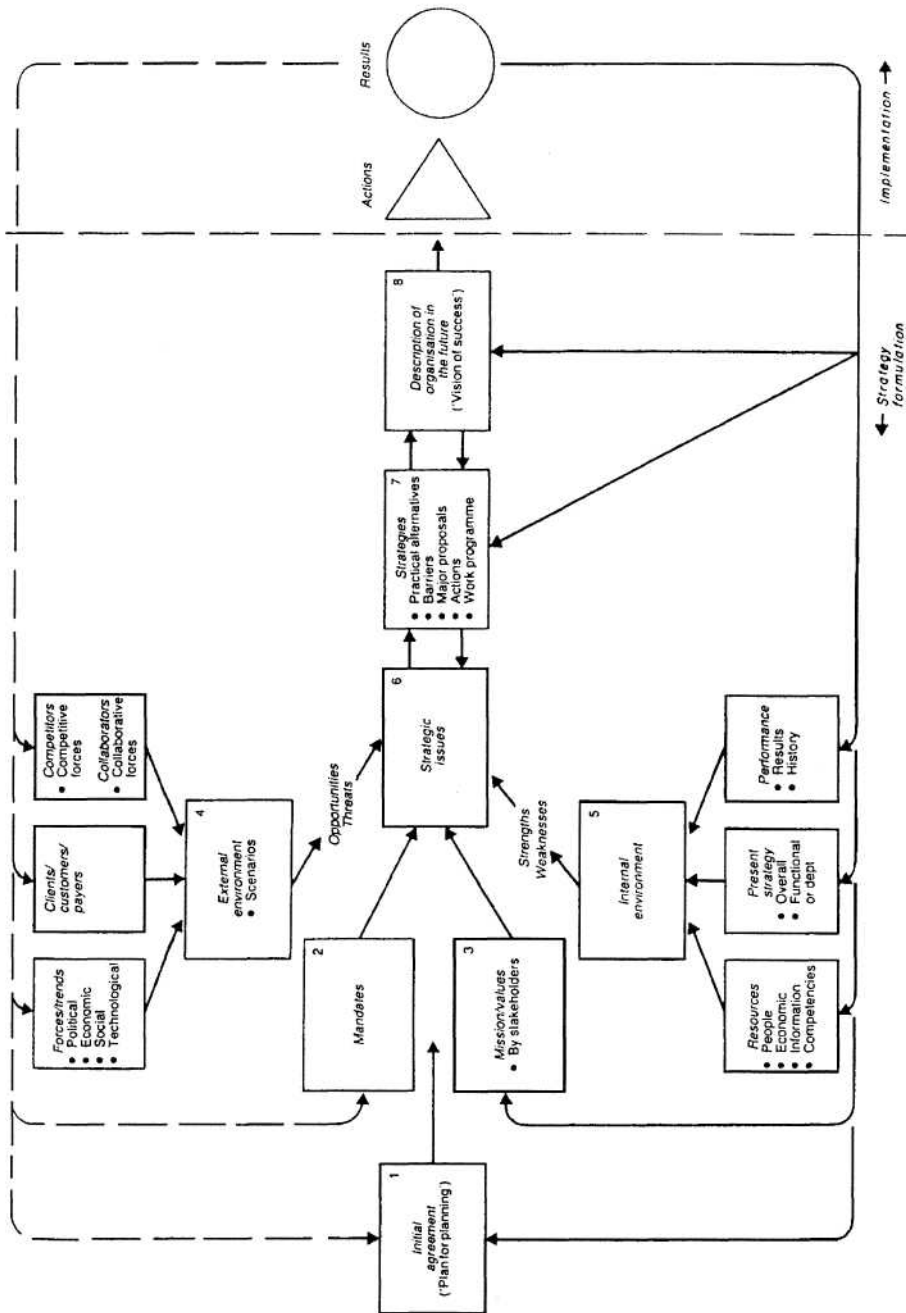 1
Initial
agreement
('Plan for planning')
2
Mandates
3
Mission/values
• By stakeholders
Forces/trends
• Political
• Economic
• Social
• Technological
Clients/
customers/
payers
Competitors
• Competitive
forces
Collaborators
• Collaborative
forces
4
External
environment
• Scenarios
Opportunities
Threats
Strengths
Weaknesses
5
Internal
environment
Resources
• People
• Economic
• Information
• Competencies
Present
strategy
• Overall
• Functional
or dept
Performance
• Results
• History
6
Strategic
issues
7
Strategies
• Practical alternatives
• Barriers
• Major proposals
• Actions
• Work programme
8
Description of
organisation in
the future
('Vision of success')
Actions
Results
Strategy
formulation
Implementation